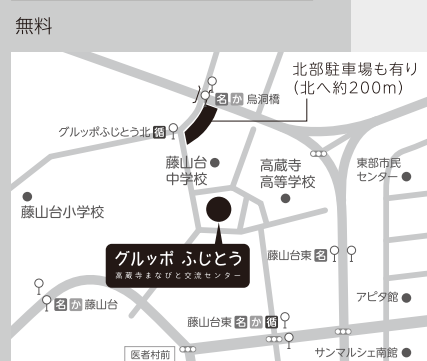 無料
北部駐車場も有り
（北へ約200m）
名 か 烏洞橋
グルッポふじとう北 循
藤山台
中学校
高蔵寺
高等学校
東部市民
センター
藤山台小学校
グルッポ ふじとう
高蔵寺まなびと交流センター
藤山台東 名
名 か 藤山台
アピタ館
藤山台東 名 か 循
医者村前
サンマルシェ南館